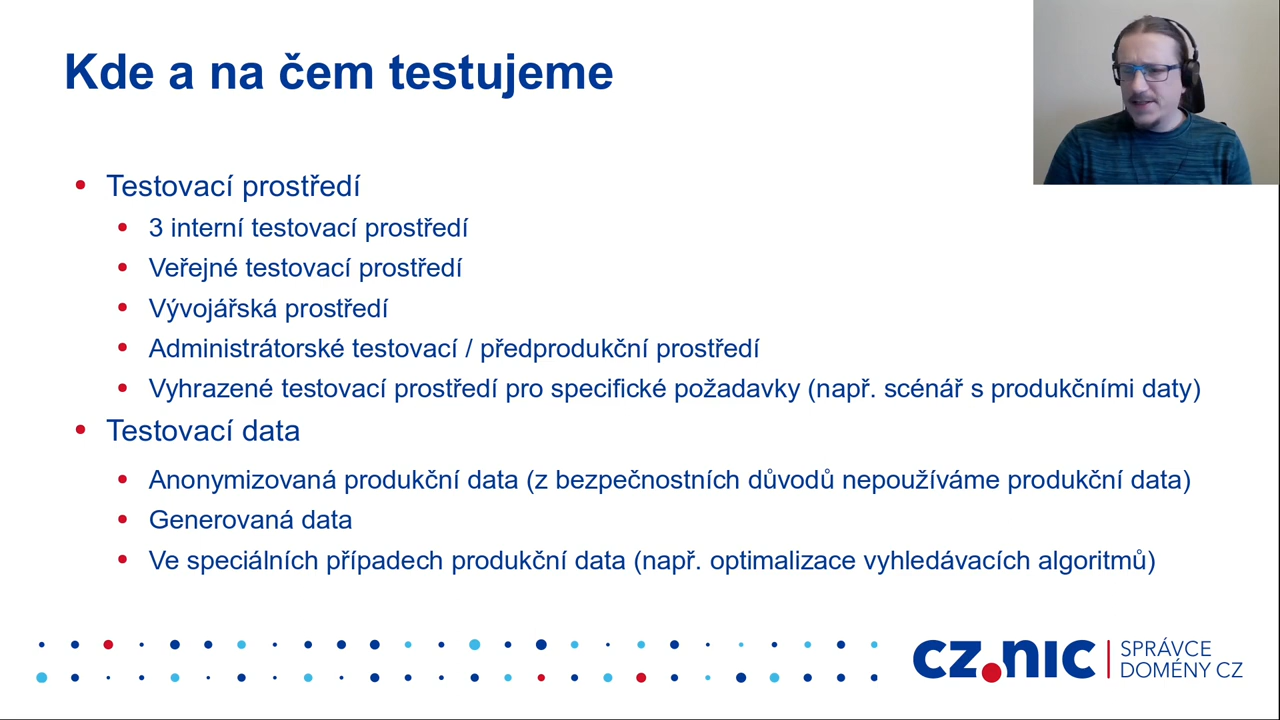 Kde a na čem testujeme
Testovací prostředí
3 interní testovací prostředí
Veřejné testovací prostředí
Vývojářská prostředí
Administrátorské testovací / předprodukční prostředí
Vyhrazené testovací prostředí pro specifické požadavky (např. scénář s produkčními daty)
Testovací data
Anonymizovaná produkční data (z bezpečnostních důvodů nepoužíváme produkční data)
Generovaná data
Ve speciálních případech produkční data (např. optimalizace vyhledávacích algoritmů)
CZ.NIC
SPRÁVCE
DOMÉNY CZ